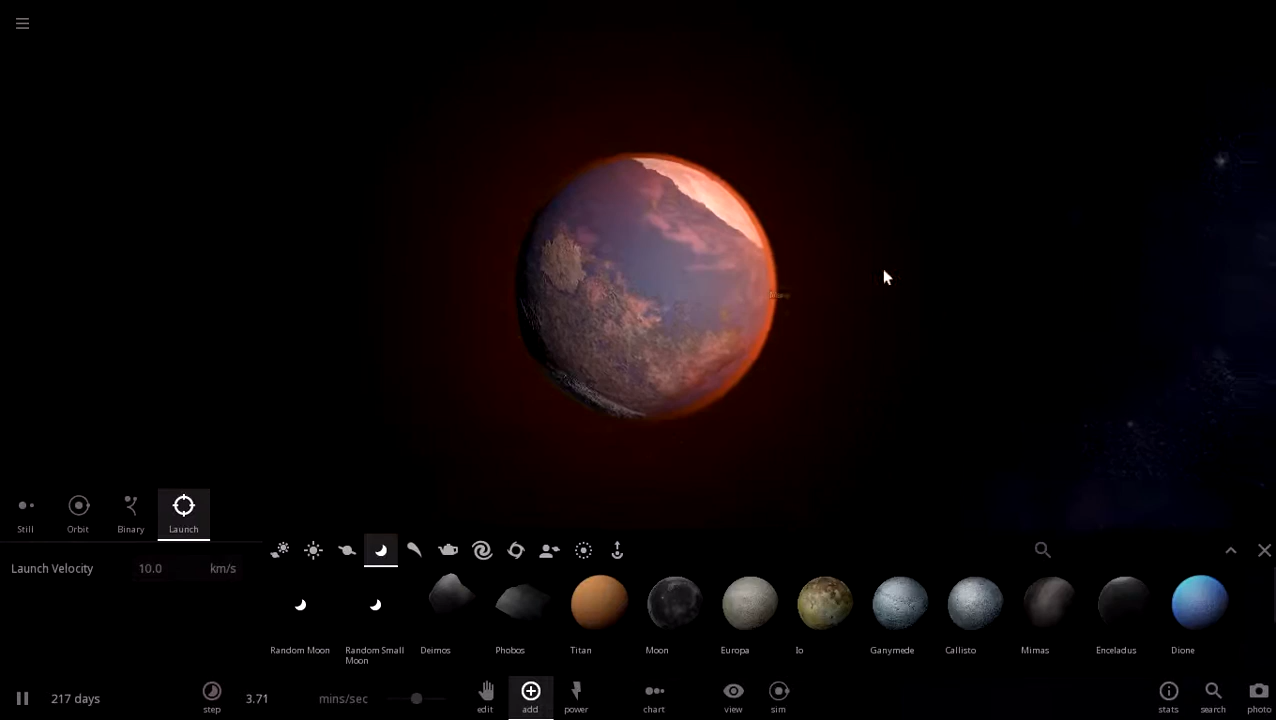 Still
Orbit
Binary
Launch
Launch Velocity
10.0
km/s
Random Moon
Random Small
Moon
Deimos
Phobos
Titan
Moon
Europa
Io
Ganymede
Callisto
Mimas
Enceladus
Dione
217 days
step
3.71
mins/sec
edit
add
power
chart
view
sim
stats
search
photo